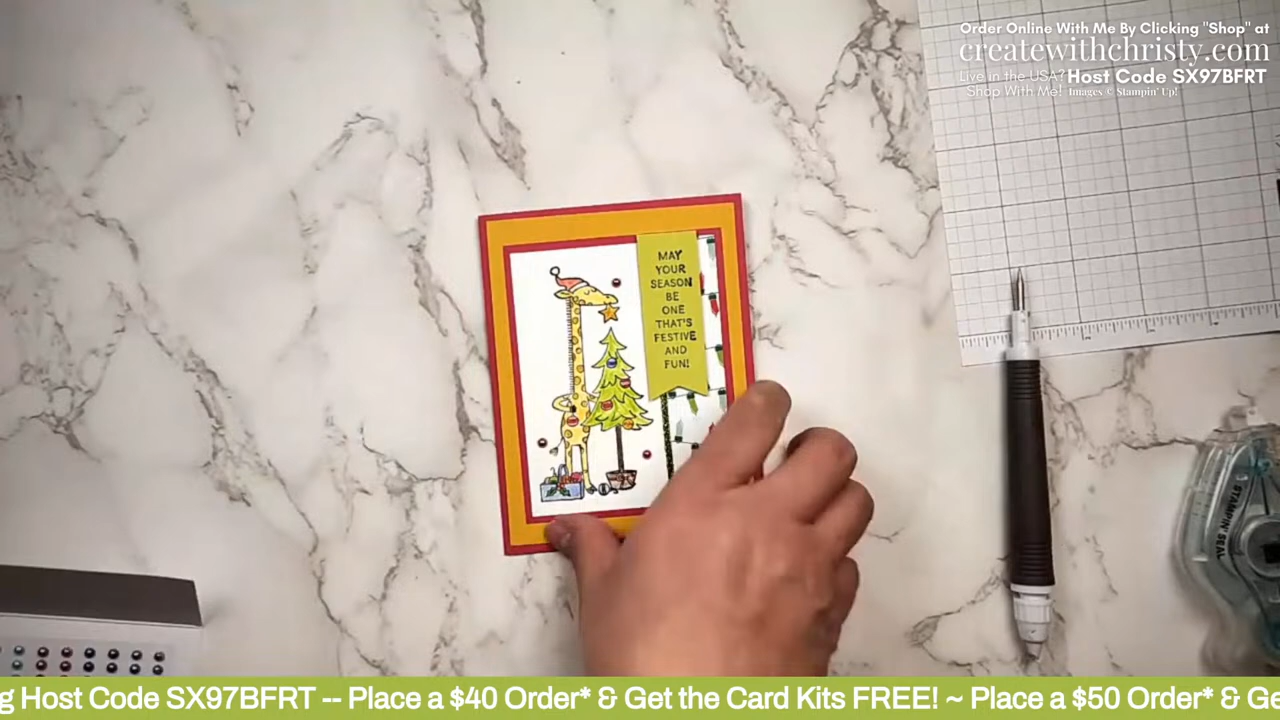 Order Online With Me By Clicking "Shop" at
createwithchristy.com
Live in the USA? Host Code SX97BFRT
Shop With Me! Images © Stampin' Up!
MAY
YOUR
SEASON
BE
ONE
THAT'S
FESTIVE
AND
FUN!
STAMPIN' SEAL
g Host Code SX97BFRT -- Place a $40 Order* & Get the Card Kits FREE! ~ Place a $50 Order* & Ge